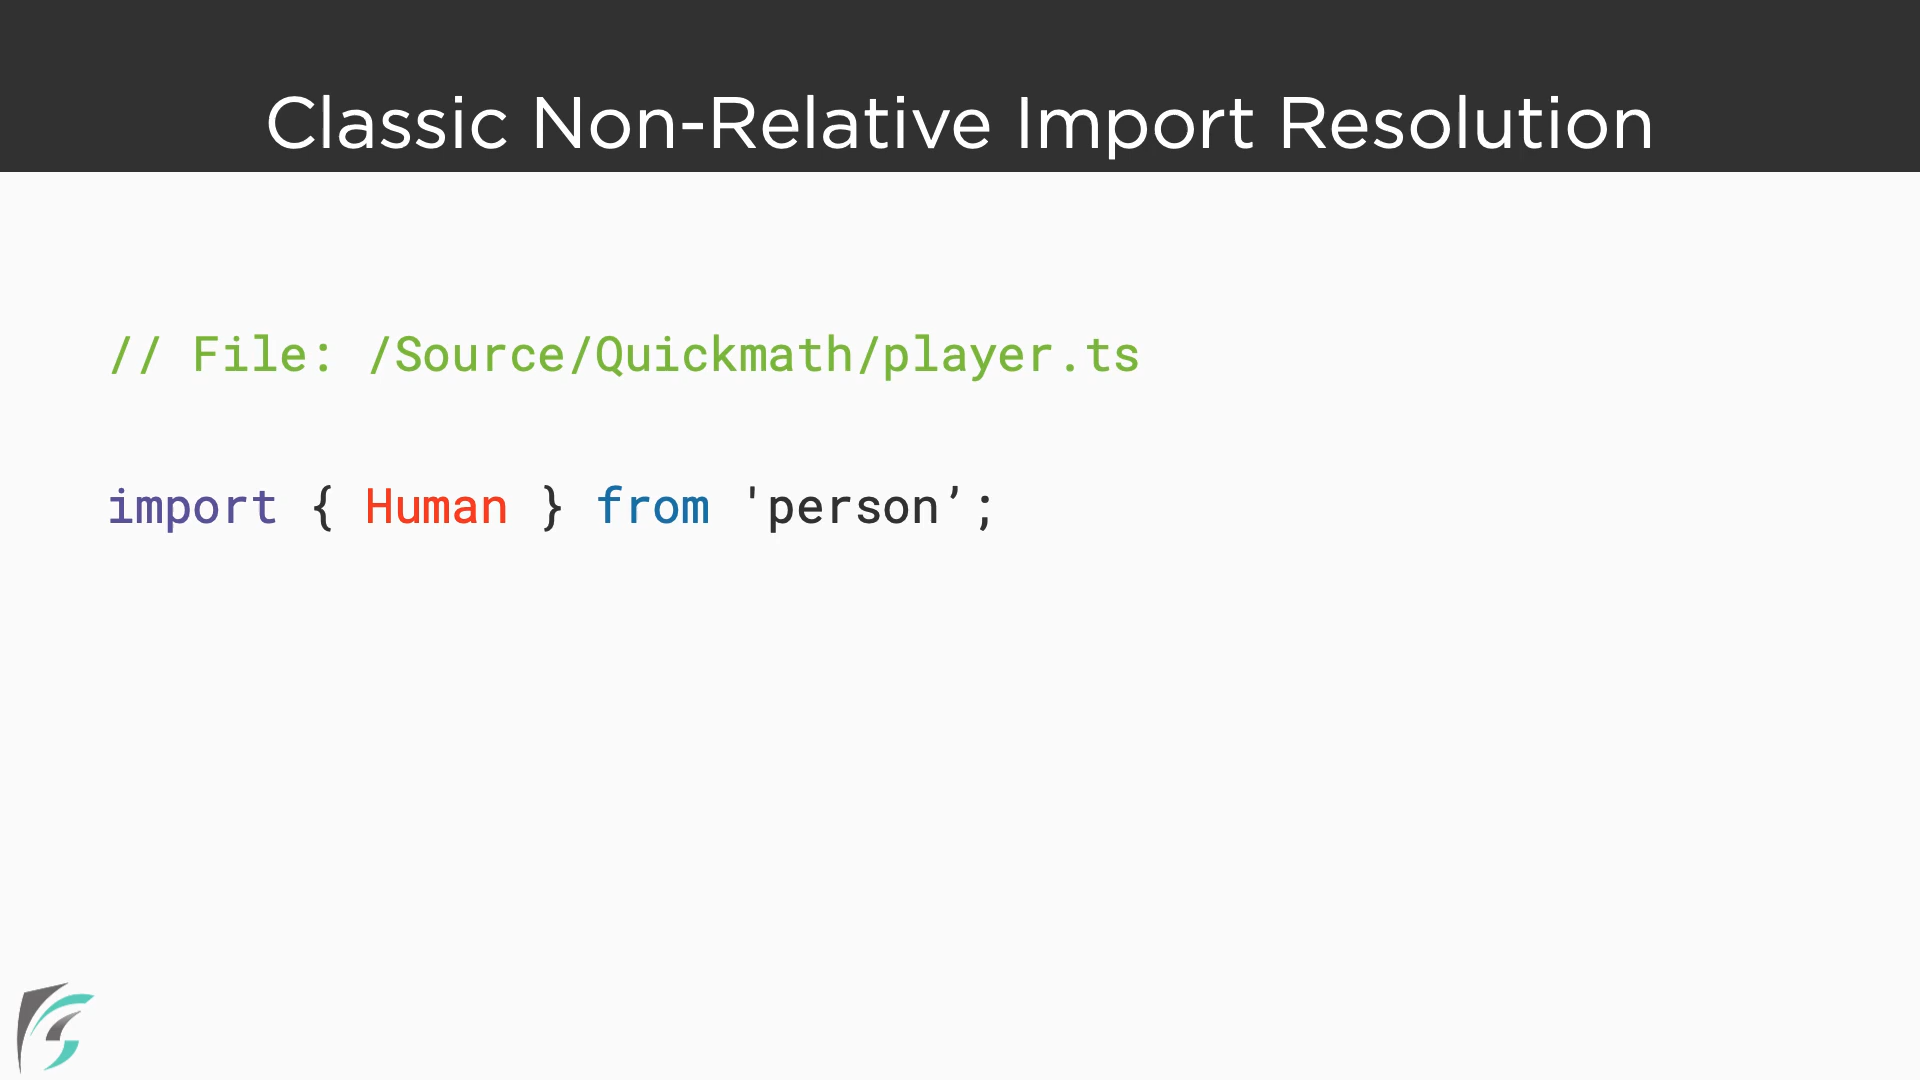 Classic Non-Relative Import Resolution
// File: /Source/Quickmath/player.ts
import { Human } from 'person’;